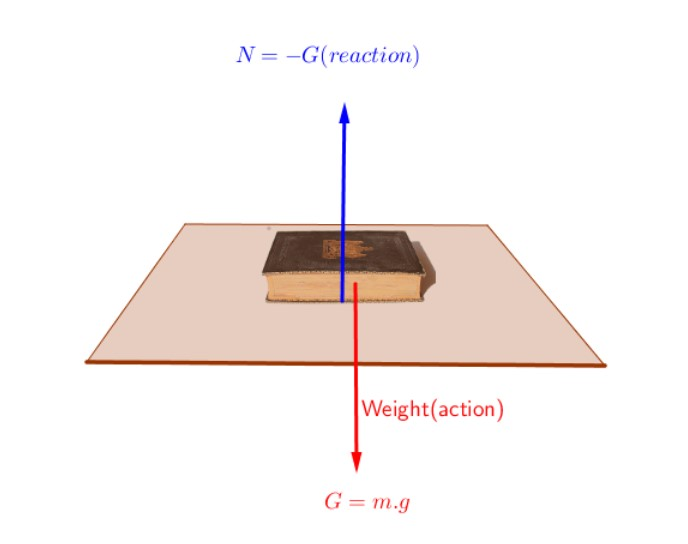 N = −G(reaction)
Weight(action)
G = m.g